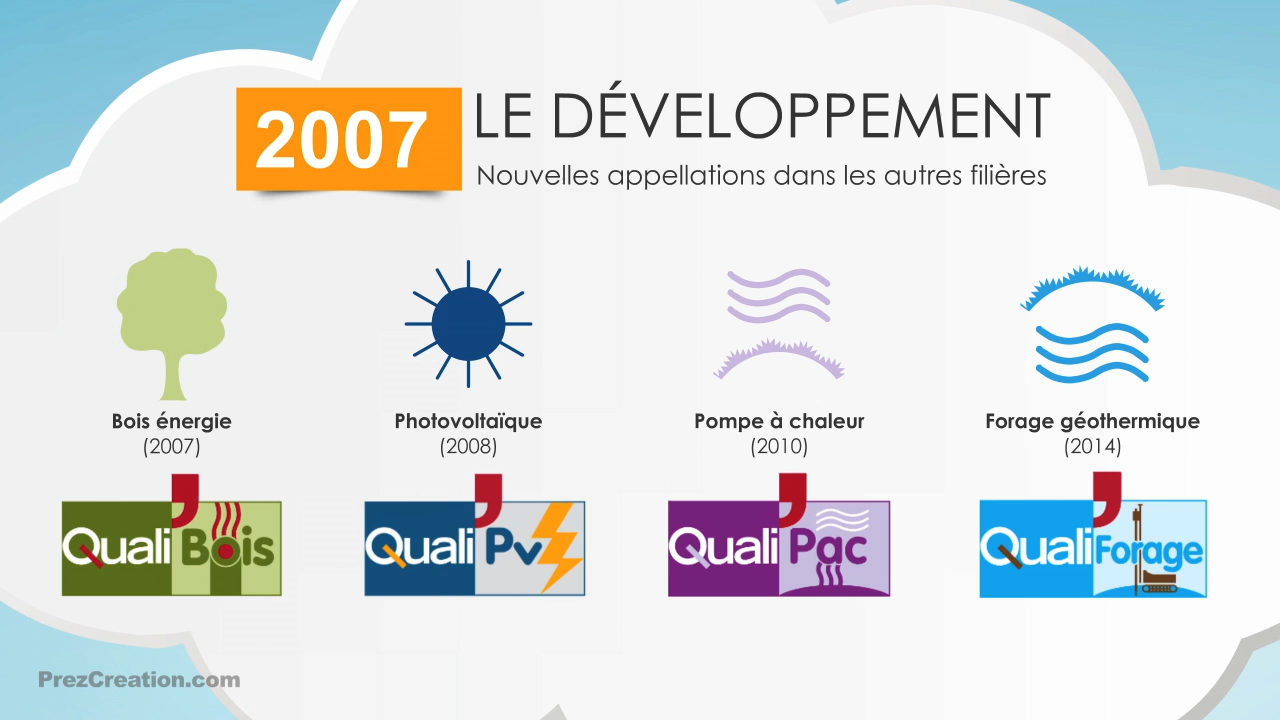 2007
LE DÉVELOPPEMENT
Nouvelles appellations dans les autres filières
Bois énergie
(2007)
Photovoltaïque
(2008)
Pompe à chaleur
(2010)
Forage géothermique
(2014)
Quali'Bois
Quali'Pv
Quali'Pac
Quali'Forage
PrezCreation.com